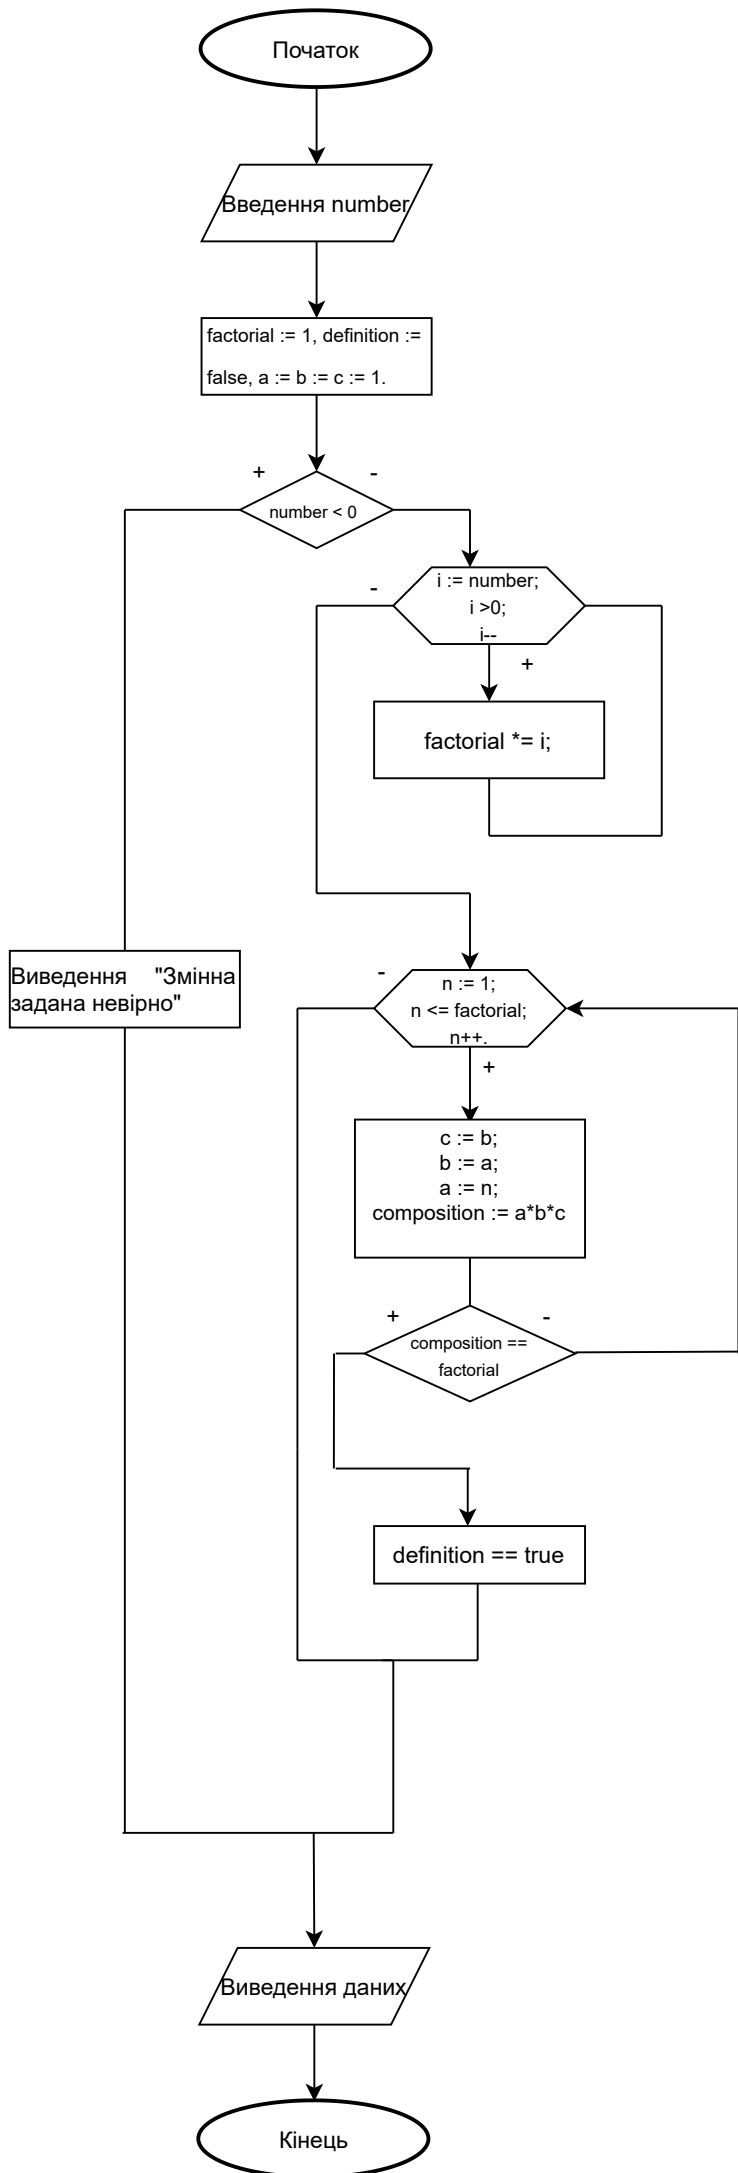 Початок
Введення number
factorial := 1, definition :=
false, a := b := c := 1.
+
-
number < 0
-
i := number;
i >0;
i--
+
factorial *= i;
Виведення "Змінна
задана невірно"
-
n := 1;
n <= factorial;
n++.
+
c := b;
b := a;
a := n;
composition := a*b*c
+
-
composition ==
factorial
definition == true
Виведення даних
Кінець